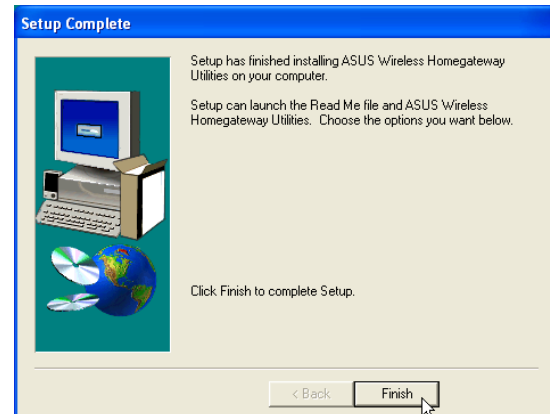 Setup Complete
Setup has finished installing ASUS Wireless Homegateway
Utilities on your computer.
Setup can launch the Read Me file and ASUS Wireless
Homegateway Utilities.  Choose the options you want below.
Click Finish to complete Setup.
< Back
Finish